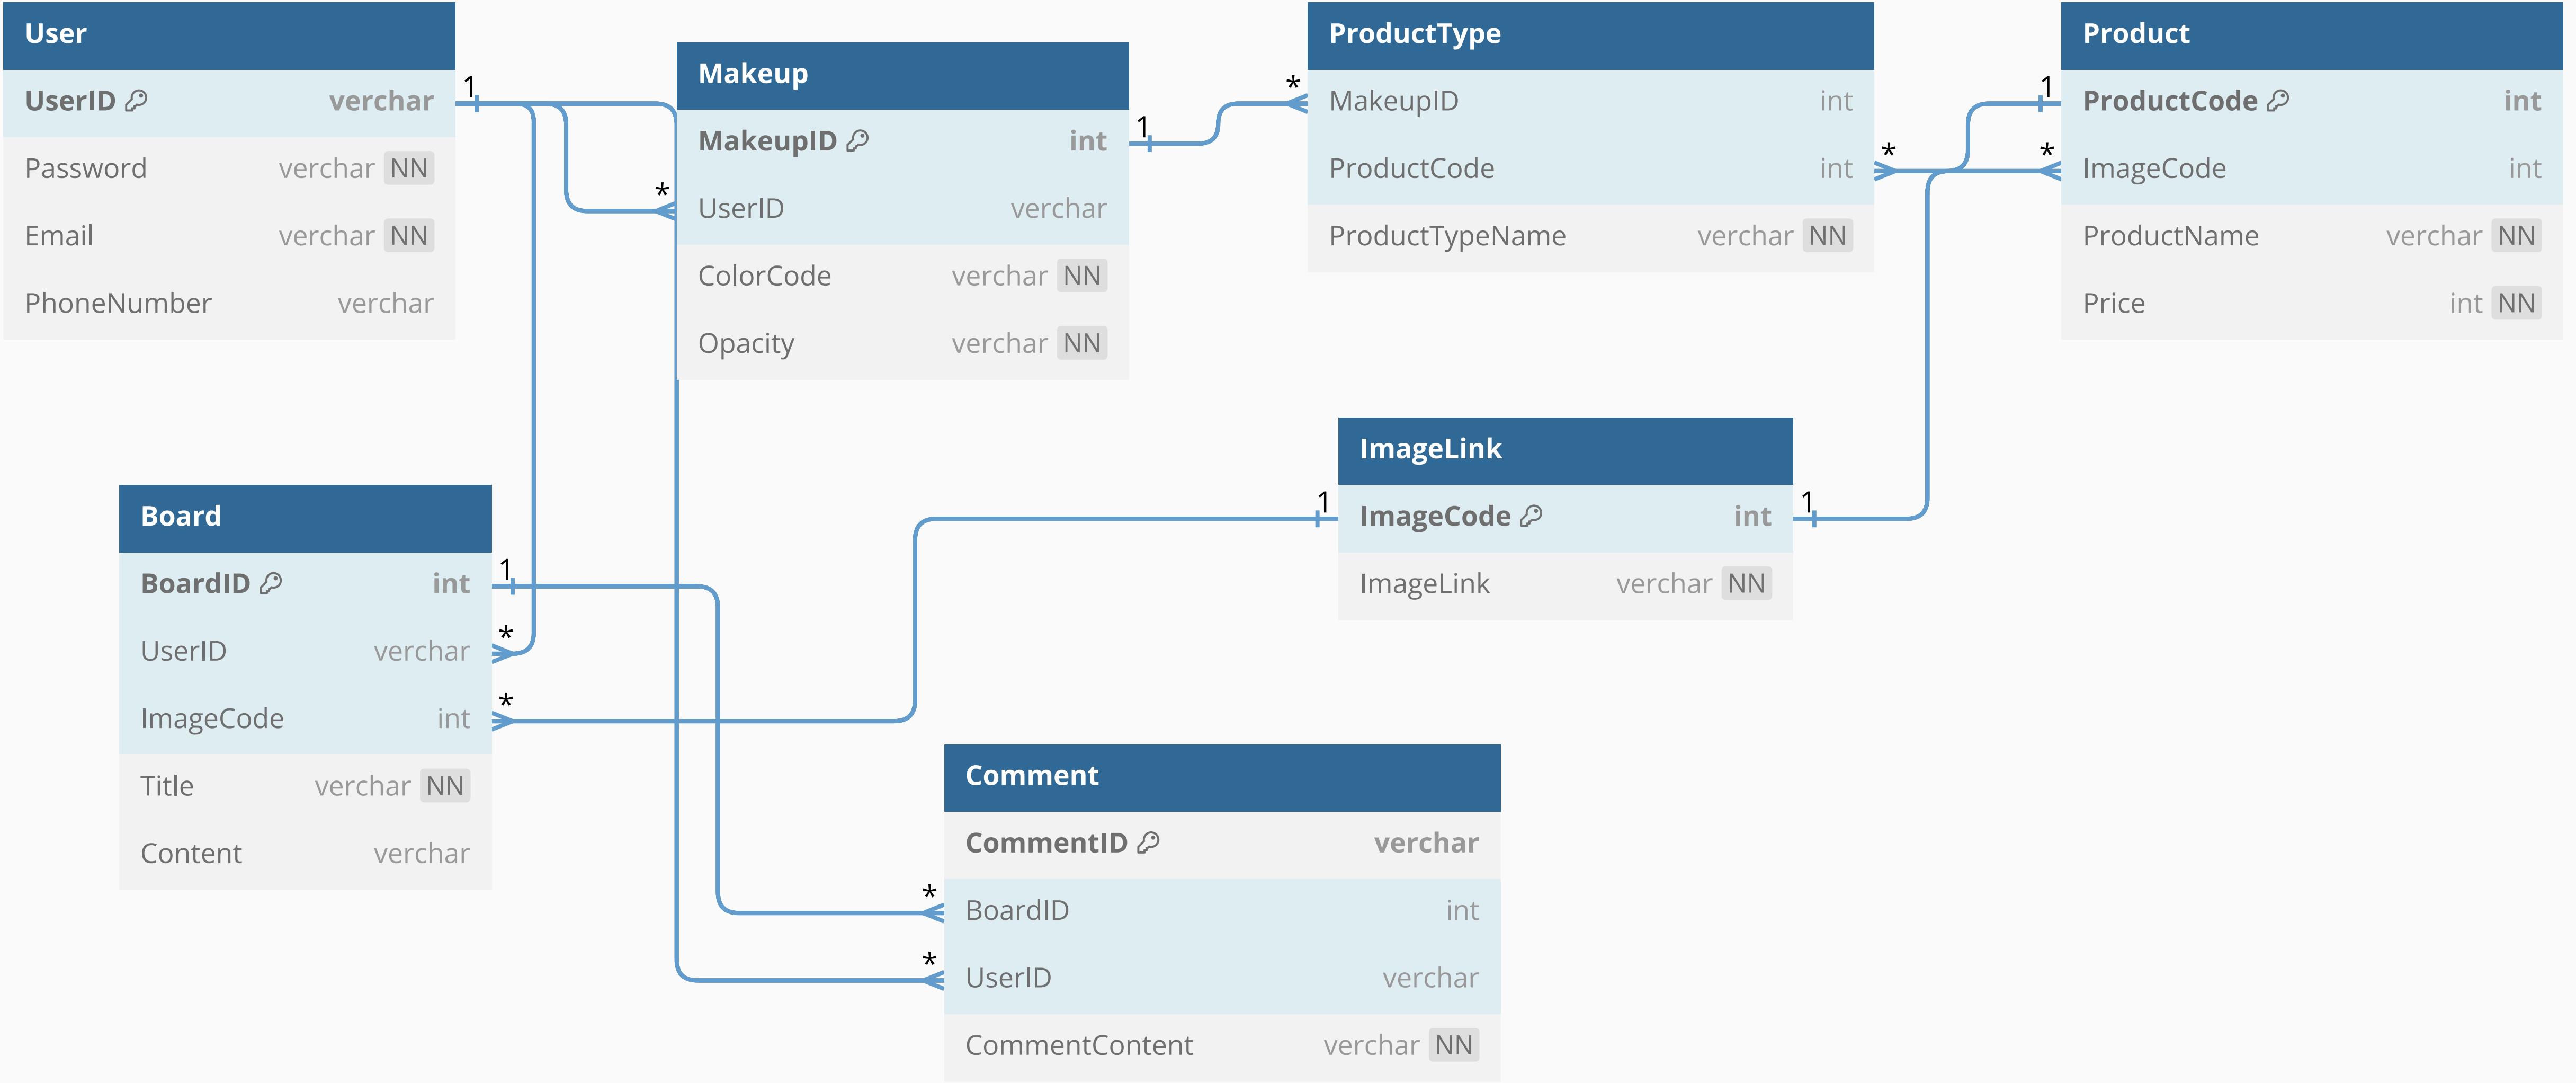 User
UserID verchar
Password verchar NN
Email verchar NN
PhoneNumber verchar
1
*
Makeup
MakeupID int
UserID verchar
ColorCode verchar NN
Opacity verchar NN
1
*
ProductType
MakeupID int
ProductCode int
ProductTypeName verchar NN
*
1
*
Product
ProductCode int
ImageCode int
ProductName verchar NN
Price int NN
Board
BoardID int
UserID verchar
ImageCode int
Title verchar NN
Content verchar
1
*
*
1
ImageLink
ImageCode int
ImageLink verchar NN
1
*
*
Comment
CommentID verchar
BoardID int
UserID verchar
CommentContent verchar NN